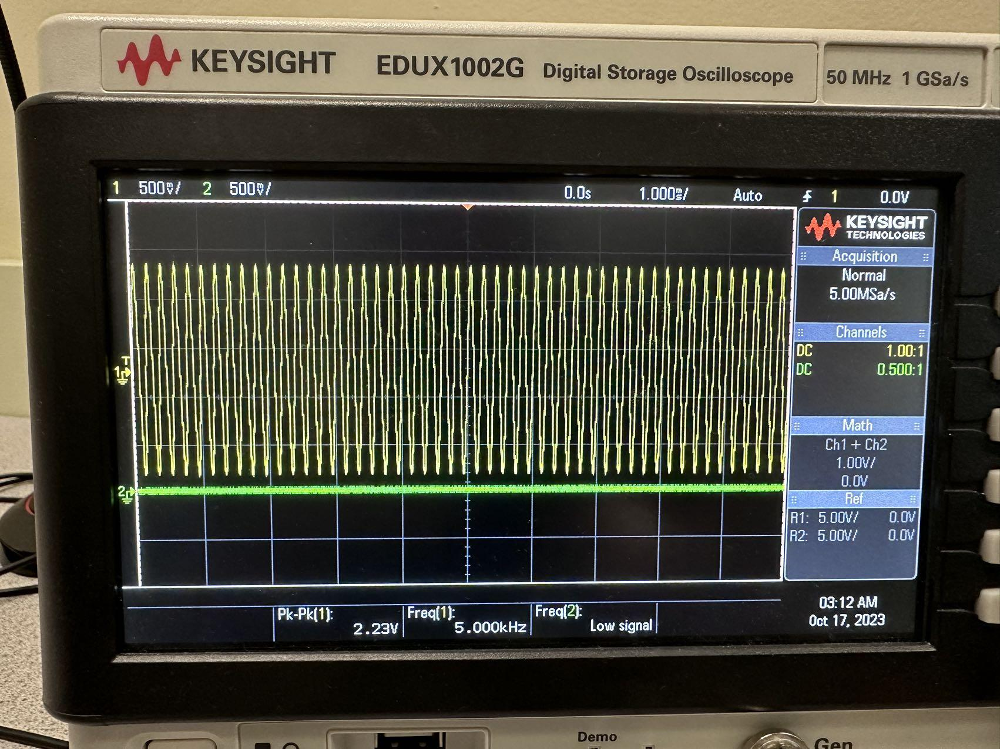 KEYSIGHT EDUX1002G Digital Storage Oscilloscope 50 MHz 1 GSa/s
1 500mV/ 2 500mV/ 0.0s 1.000ms/ Auto 1 0.0V
KEYSIGHT
TECHNOLOGIES
Acquisition
Normal
5.00MSa/s
Channels
DC 1.00:1
DC 0.500:1
T
1
Math
Ch1 + Ch2
1.00V/
0.0V
2
Ref
R1: 5.00V/ 0.0V
R2: 5.00V/ 0.0V
Pk-Pk(1): Freq(1): Freq(2):
2.23V 5.000kHz Low signal
03:12 AM
Oct 17, 2023
Demo
Gen